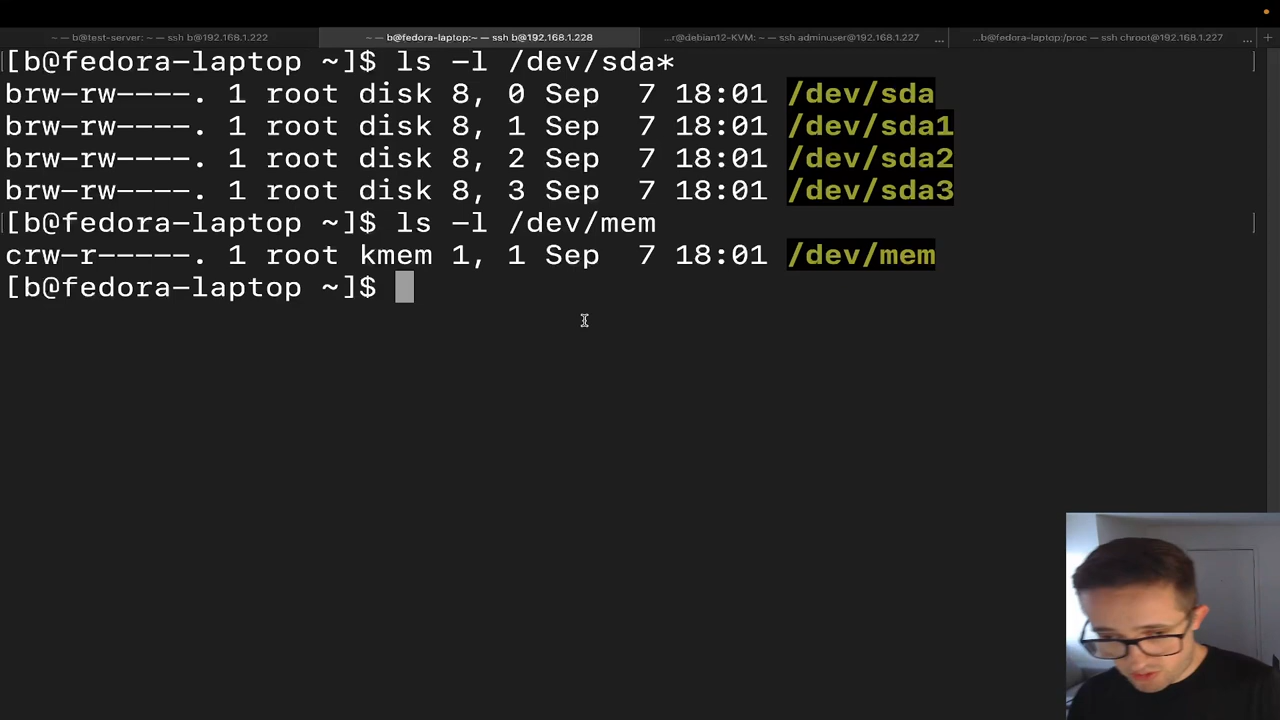 ~ — b@test-server: ~ — ssh b@192.168.1.222
~ — b@fedora-laptop:~ — ssh b@192.168.1.228
...r@debian12-KVM: ~ — ssh adminuser@192.168.1.227 ...
...b@fedora-laptop:/proc — ssh chroot@192.168.1.227 ...
+
[b@fedora-laptop ~]$ ls -l /dev/sda*
brw-rw----. 1 root disk 8, 0 Sep  7 18:01 /dev/sda
brw-rw----. 1 root disk 8, 1 Sep  7 18:01 /dev/sda1
brw-rw----. 1 root disk 8, 2 Sep  7 18:01 /dev/sda2
brw-rw----. 1 root disk 8, 3 Sep  7 18:01 /dev/sda3
[b@fedora-laptop ~]$ ls -l /dev/mem
crw-r-----. 1 root kmem 1, 1 Sep  7 18:01 /dev/mem
[b@fedora-laptop ~]$